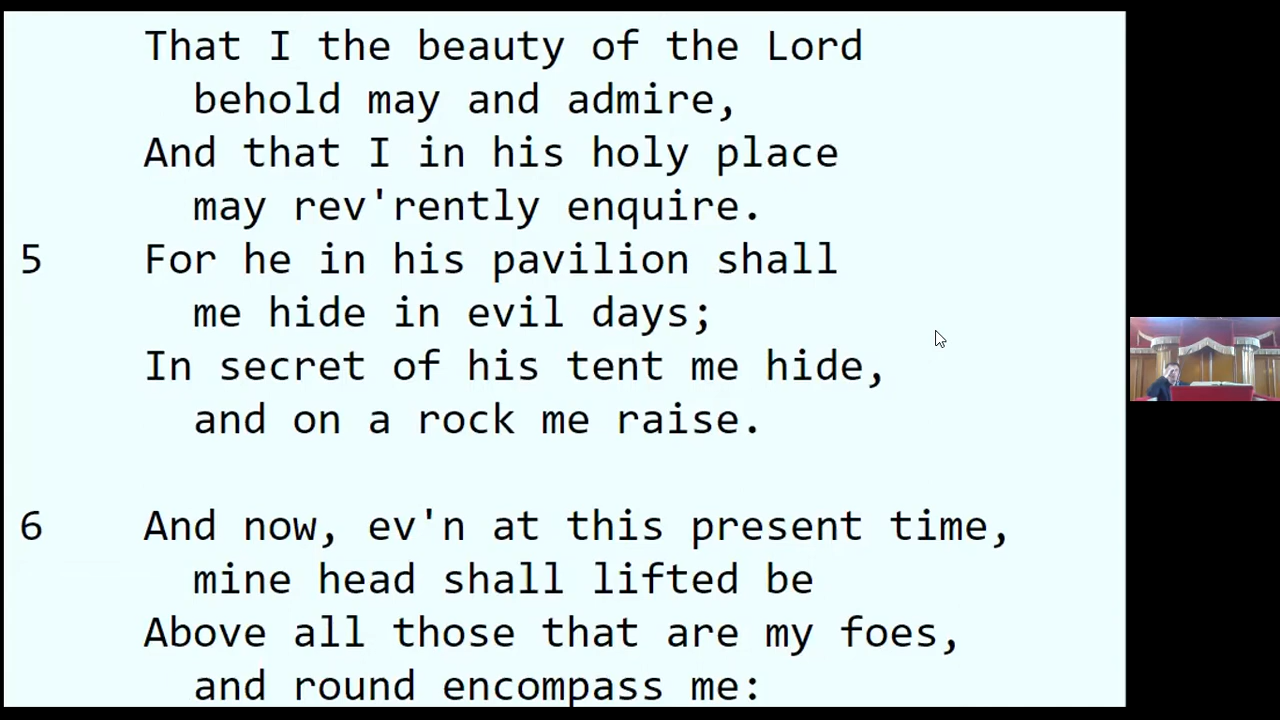 That I the beauty of the Lord
behold may and admire,
And that I in his holy place
may rev'rently enquire.
5 For he in his pavilion shall
me hide in evil days;
In secret of his tent me hide,
and on a rock me raise.
6 And now, ev'n at this present time,
mine head shall lifted be
Above all those that are my foes,
and round encompass me: